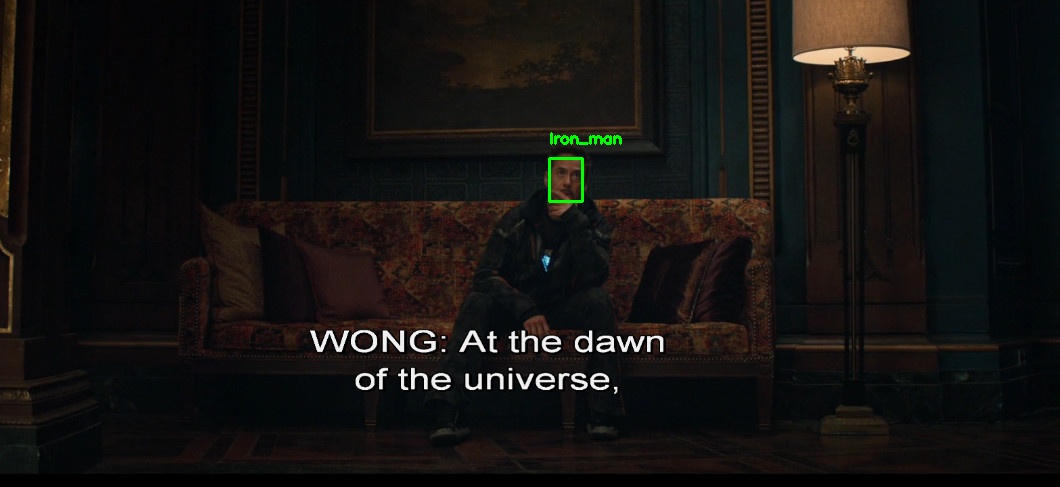 Iron_man
WONG: At the dawn
of the universe,